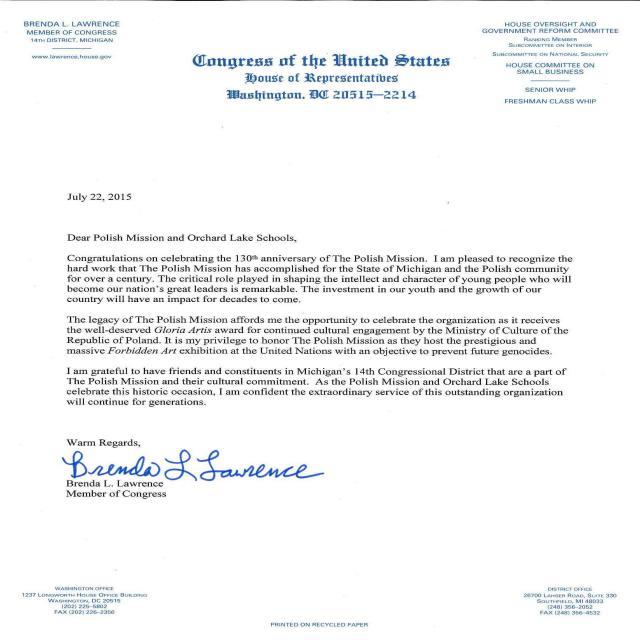 BRENDA L. LAWRENCE
MEMBER OF CONGRESS
14TH DISTRICT, MICHIGAN
www.lawrence.house.gov
Congress of the United States
House of Representatives
Washington, DC 20515–2214
HOUSE OVERSIGHT AND
GOVERNMENT REFORM COMMITTEE
RANKING MEMBER
SUBCOMMITTEE ON INTERIOR
SUBCOMMITTEE ON NATIONAL SECURITY
HOUSE COMMITTEE ON
SMALL BUSINESS
SENIOR WHIP
FRESHMAN CLASS WHIP
July 22, 2015
Dear Polish Mission and Orchard Lake Schools,
Congratulations on celebrating the 130th anniversary of The Polish Mission. I am pleased to recognize the
hard work that The Polish Mission has accomplished for the State of Michigan and the Polish community
for over a century. The critical role played in shaping the intellect and character of young people who will
become our nation's great leaders is remarkable. The investment in our youth and the growth of our
country will have an impact for decades to come.
The legacy of The Polish Mission affords me the opportunity to celebrate the organization as it receives
the well-deserved Gloria Artis award for continued cultural engagement by the Ministry of Culture of the
Republic of Poland. It is my privilege to honor The Polish Mission as they host the prestigious and
massive Forbidden Art exhibition at the United Nations with an objective to prevent future genocides.
I am grateful to have friends and constituents in Michigan's 14th Congressional District that are a part of
The Polish Mission and their cultural commitment. As the Polish Mission and Orchard Lake Schools
celebrate this historic occasion, I am confident the extraordinary service of this outstanding organization
will continue for generations.
Warm Regards,
Brenda L Lawrence
Brenda L. Lawrence
Member of Congress
WASHINGTON OFFICE
1237 LONGWORTH HOUSE OFFICE BUILDING
WASHINGTON, DC 20515
(202) 225–5802
FAX (202) 226–2356
DISTRICT OFFICE
26700 LAHSER ROAD, SUITE 330
SOUTHFIELD, MI 48033
(248) 356–2052
FAX (248) 356–4532
PRINTED ON RECYCLED PAPER